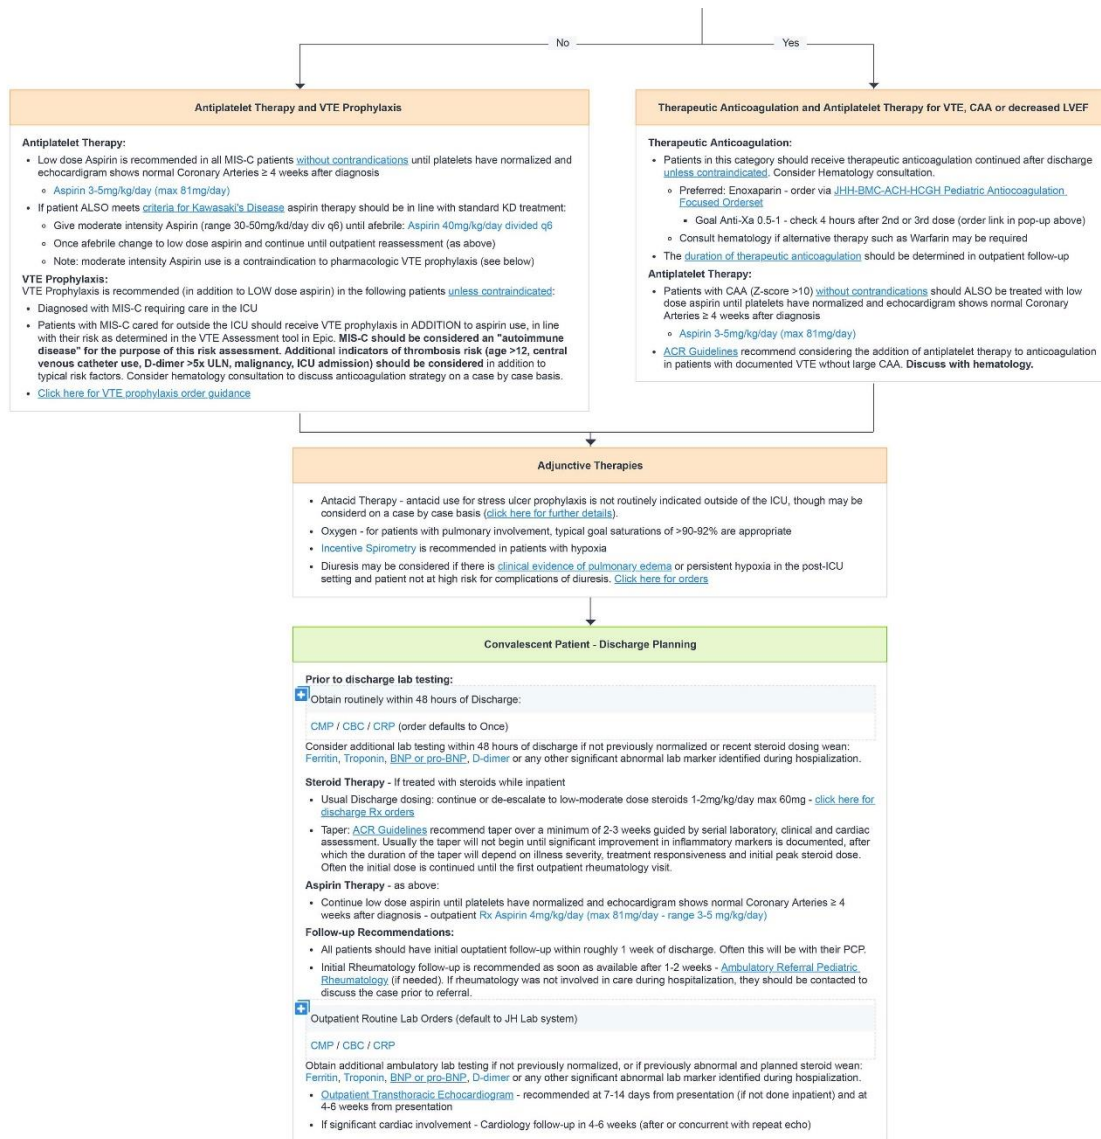 No
Yes
Antiplatelet Therapy and VTE Prophylaxis
Antiplatelet Therapy:
• Low dose Aspirin is recommended in all MIS-C patients without contrandications until platelets have normalized and
echocardigram shows normal Coronary Arteries ≥ 4 weeks after diagnosis
○ Aspirin 3-5mg/kg/day (max 81mg/day)
• If patient ALSO meets criteria for Kawasaki's Disease aspirin therapy should be in line with standard KD treatment:
○ Give moderate intensity Aspirin (range 30-50mg/kd/day div q6) until afebrile: Aspirin 40mg/kg/day divided q6
○ Once afebrile change to low dose aspirin and continue until outpatient reassessment (as above)
○ Note: moderate intensity Aspirin use is a contraindication to pharmacologic VTE prophylaxis (see below)
VTE Prophylaxis:
VTE Prophylaxis is recommended (in addition to LOW dose aspirin) in the following patients unless contraindicated:
• Diagnosed with MIS-C requiring care in the ICU
• Patients with MIS-C cared for outside the ICU should receive VTE prophylaxis in ADDITION to aspirin use, in line
with their risk as determined in the VTE Assessment tool in Epic. MIS-C should be considered an "autoimmune
disease" for the purpose of this risk assessment. Additional indicators of thrombosis risk (age >12, central
venous catheter use, D-dimer >5x ULN, malignancy, ICU admission) should be considered in addition to
typical risk factors. Consider hematology consultation to discuss anticoagulation strategy on a case by case basis.
• Click here for VTE prophylaxis order guidance
Therapeutic Anticoagulation and Antiplatelet Therapy for VTE, CAA or decreased LVEF
Therapeutic Anticoagulation:
• Patients in this category should receive therapeutic anticoagulation continued after discharge
unless contraindicated. Consider Hematology consultation.
○ Preferred: Enoxaparin - order via JHH-BMC-ACH-HCGH Pediatric Antiocoagulation
Focused Orderset
▪ Goal Anti-Xa 0.5-1 - check 4 hours after 2nd or 3rd dose (order link in pop-up above)
○ Consult hematology if alternative therapy such as Warfarin may be required
• The duration of therapeutic anticoagulation should be determined in outpatient follow-up
Antiplatelet Therapy:
• Patients with CAA (Z-score >10) without contrandications should ALSO be treated with low
dose aspirin until platelets have normalized and echocardigram shows normal Coronary
Arteries ≥ 4 weeks after diagnosis
○ Aspirin 3-5mg/kg/day (max 81mg/day)
• ACR Guidelines recommend considering the addition of antiplatelet therapy to anticoagulation
in patients with documented VTE without large CAA. Discuss with hematology.
Adjunctive Therapies
• Antacid Therapy - antacid use for stress ulcer prophylaxis is not routinely indicated outside of the ICU, though may be
considerd on a case by case basis (click here for further details).
• Oxygen - for patients with pulmonary involvement, typical goal saturations of >90-92% are appropriate
• Incentive Spirometry is recommended in patients with hypoxia
• Diuresis may be considered if there is clinical evidence of pulmonary edema or persistent hypoxia in the post-ICU
setting and patient not at high risk for complications of diuresis. Click here for orders
Convalescent Patient - Discharge Planning
Prior to discharge lab testing:
Obtain routinely within 48 hours of Discharge:
CMP / CBC / CRP (order defaults to Once)
Consider additional lab testing within 48 hours of discharge if not previously normalized or recent steroid dosing wean:
Ferritin, Troponin, BNP or pro-BNP, D-dimer or any other significant abnormal lab marker identified during hospialization.
Steroid Therapy - If treated with steroids while inpatient
• Usual Discharge dosing: continue or de-escalate to low-moderate dose steroids 1-2mg/kg/day max 60mg - click here for
discharge Rx orders
• Taper: ACR Guidelines recommend taper over a minimum of 2-3 weeks guided by serial laboratory, clinical and cardiac
assessment. Usually the taper will not begin until significant improvement in inflammatory markers is documented, after
which the duration of the taper will depend on illness severity, treatment responsiveness and initial peak steroid dose.
Often the initial dose is continued until the first outpatient rheumatology visit.
Aspirin Therapy - as above:
• Continue low dose aspirin until platelets have normalized and echocardigram shows normal Coronary Arteries ≥ 4
weeks after diagnosis - outpatient Rx Aspirin 4mg/kg/day (max 81mg/day - range 3-5 mg/kg/day)
Follow-up Recommendations:
• All patients should have initial ouptatient follow-up within roughly 1 week of discharge. Often this will be with their PCP.
• Initial Rheumatology follow-up is recommended as soon as available after 1-2 weeks - Ambulatory Referral Pediatric
Rheumatology (if needed). If rheumatology was not involved in care during hospitalization, they should be contacted to
discuss the case prior to referral.
Outpatient Routine Lab Orders (default to JH Lab system)
CMP / CBC / CRP
Obtain additional ambulatory lab testing if not previously normalized, or if previously abnormal and planned steroid wean:
Ferritin, Troponin, BNP or pro-BNP, D-dimer or any other significant abnormal lab marker identified during hospialization.
• Outpatient Transthoracic Echocardiogram - recommended at 7-14 days from presentation (if not done inpatient) and at
4-6 weeks from presentation
• If significant cardiac involvement - Cardiology follow-up in 4-6 weeks (after or concurrent with repeat echo)